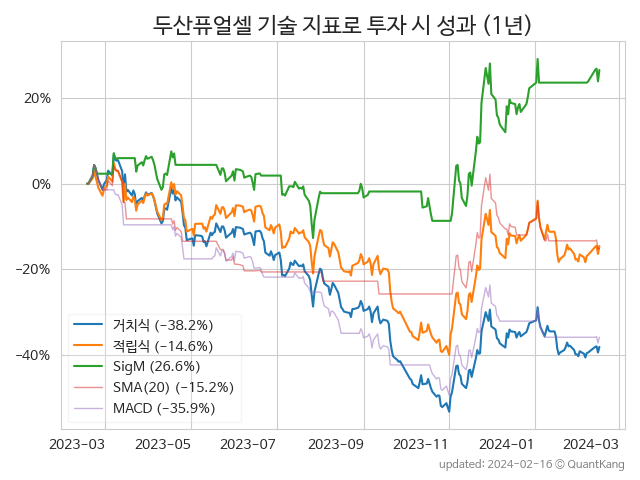 두산퓨얼셀 기술 지표로 투자 시 성과 (1년)
20%
0%
−20%
−40%
거치식 (−38.2%)
적립식 (−14.6%)
SigM (26.6%)
SMA(20) (−15.2%)
MACD (−35.9%)
2023−03 2023−05 2023−07 2023−09 2023−11 2024−01 2024−03
updated: 2024−02−16 © QuantKang